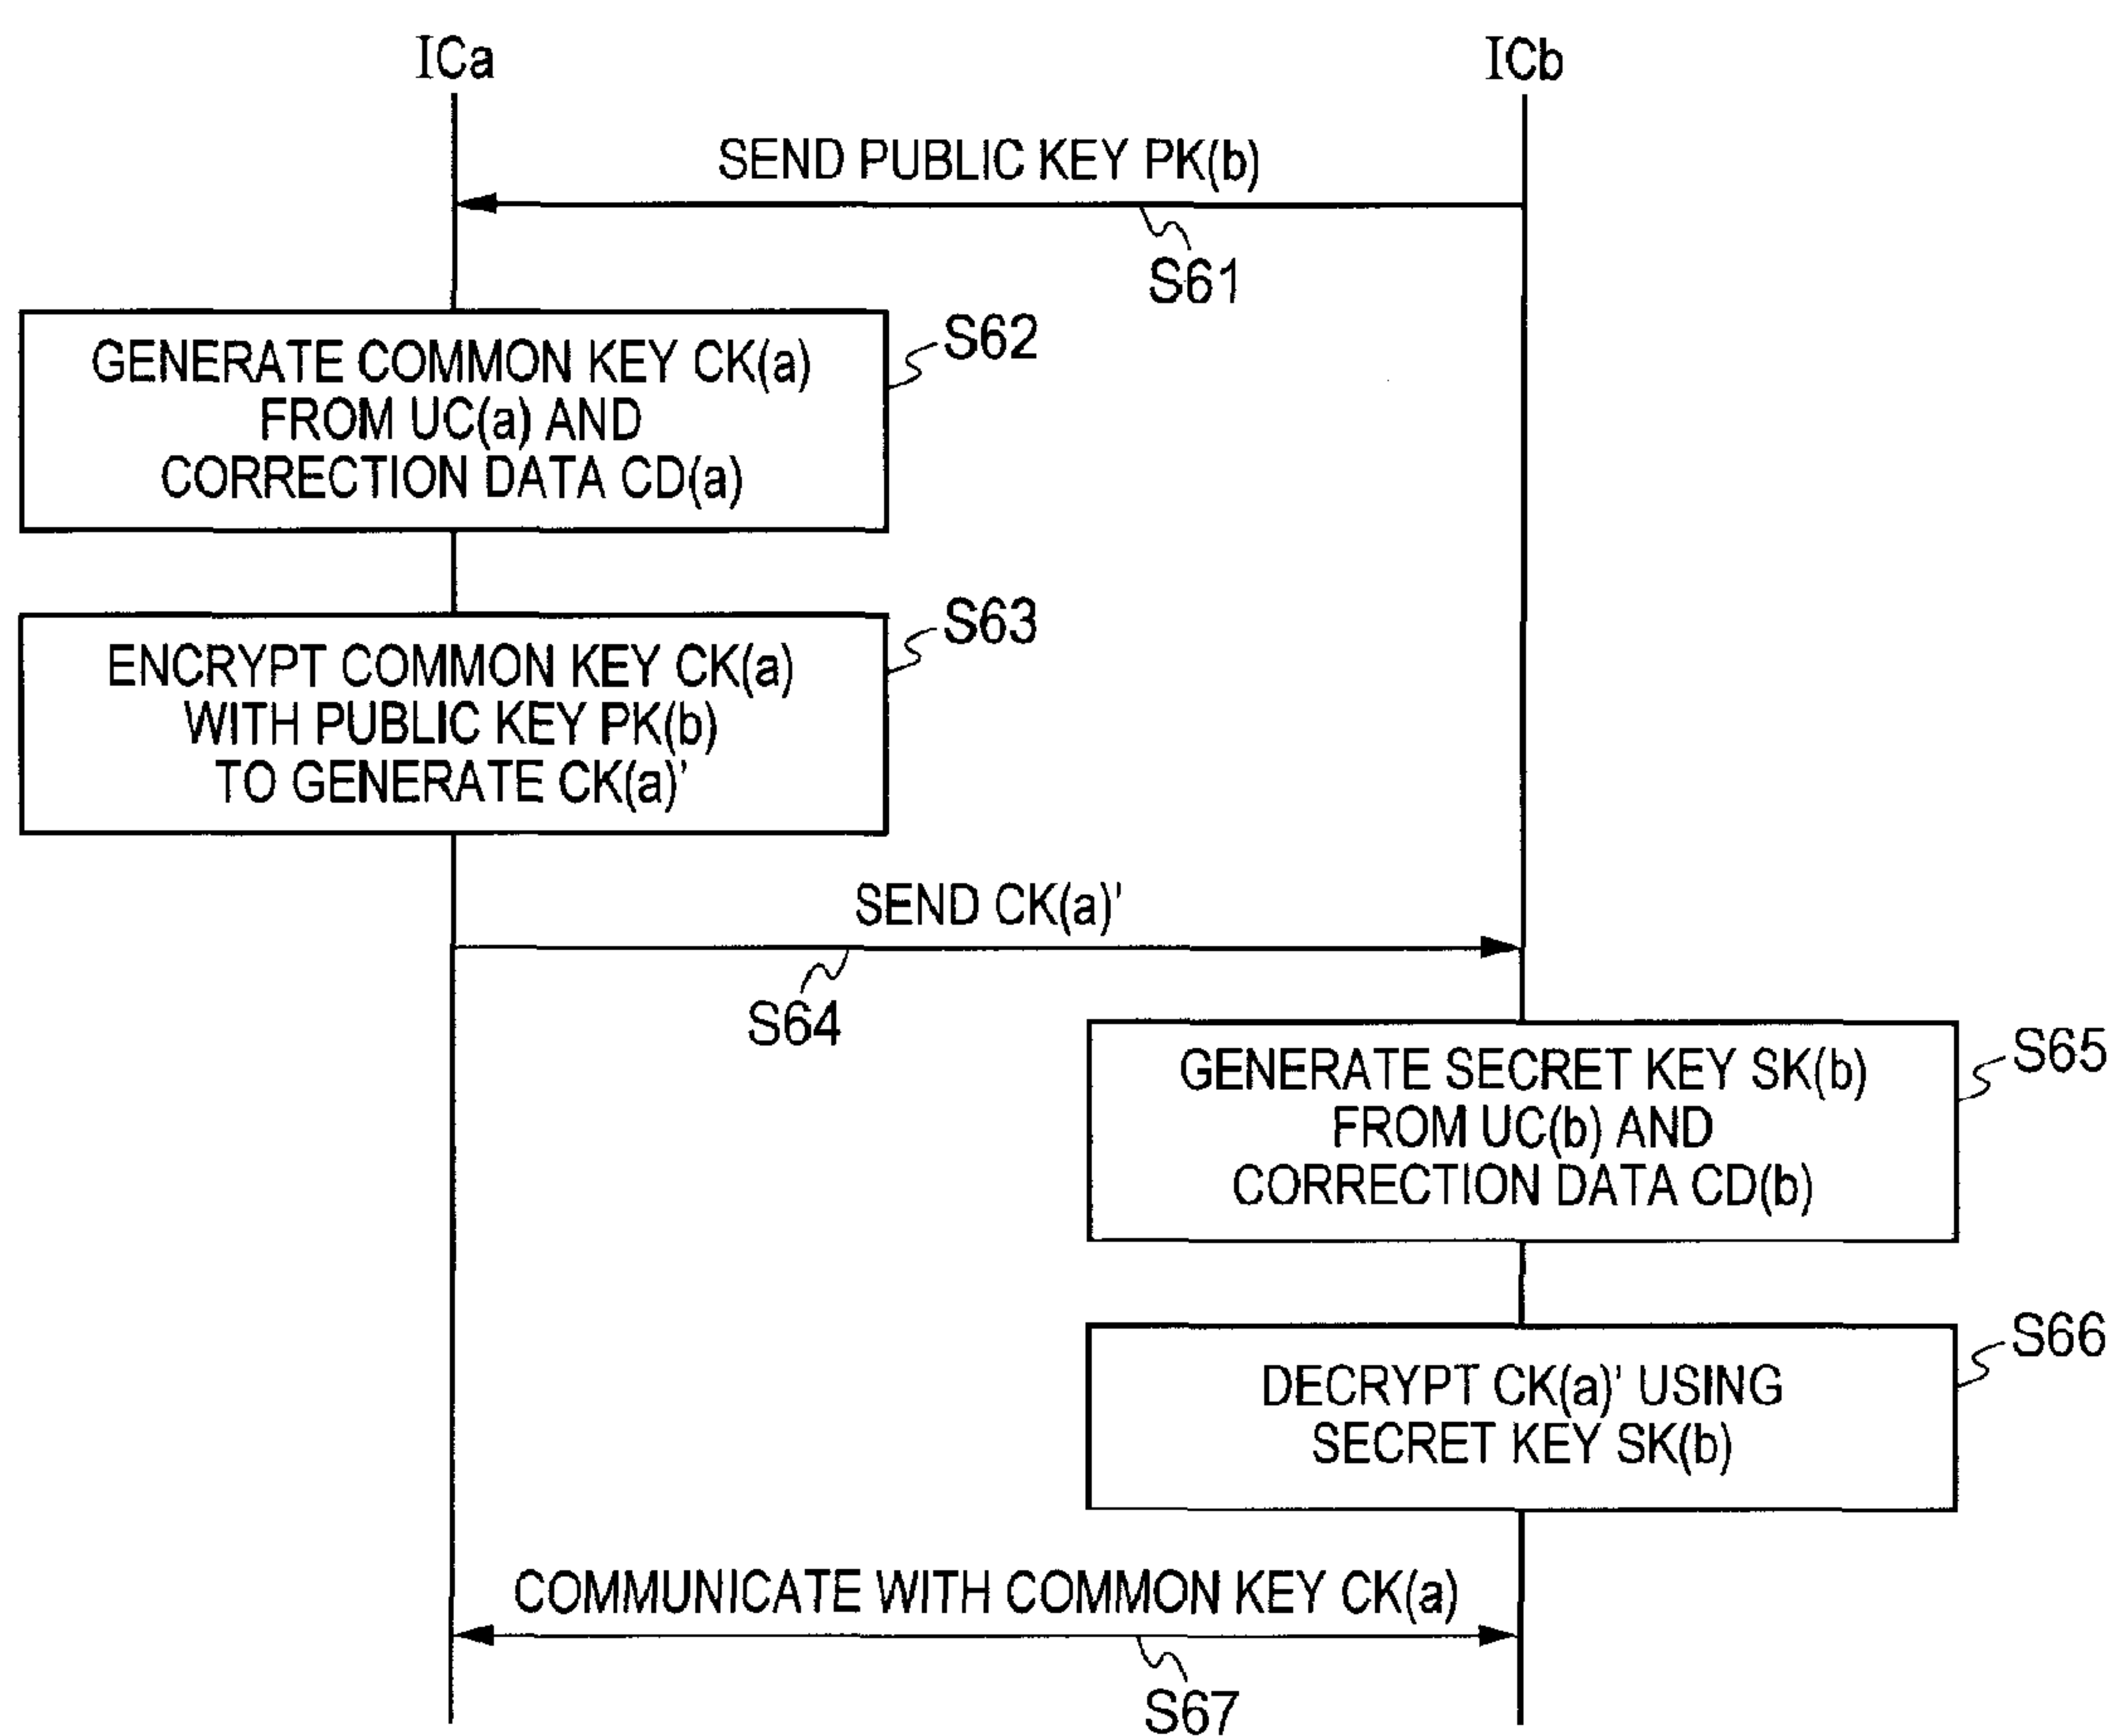 ICa
ICb
SEND PUBLIC KEY PK(b)
S61
GENERATE COMMON KEY CK(a)
FROM UC(a) AND
CORRECTION DATA CD(a)
S62
ENCRYPT COMMON KEY CK(a)
WITH PUBLIC KEY PK(b)
TO GENERATE CK(a)'
S63
SEND CK(a)'
S64
GENERATE SECRET KEY SK(b)
FROM UC(b) AND
CORRECTION DATA CD(b)
S65
DECRYPT CK(a)' USING
SECRET KEY SK(b)
S66
COMMUNICATE WITH COMMON KEY CK(a)
S67